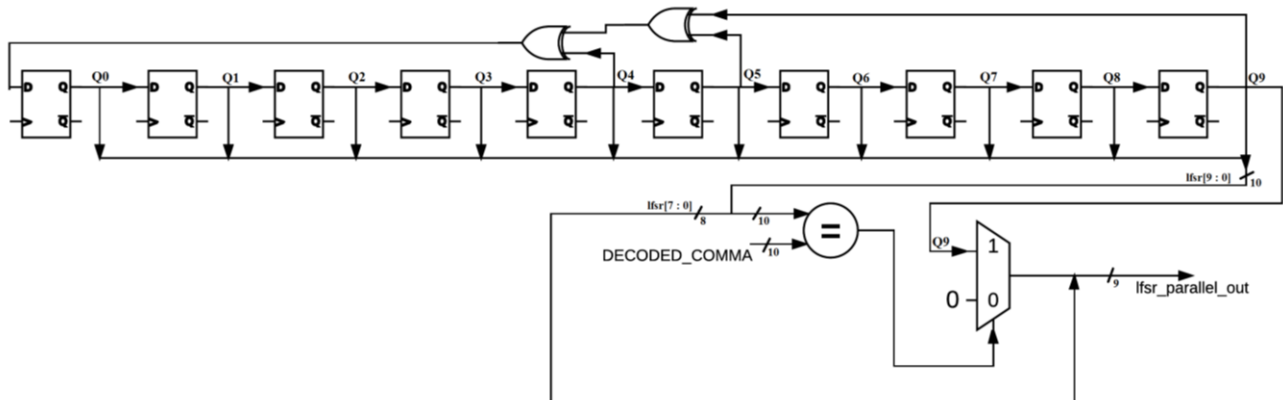 Q0 Q1 Q2 Q3 Q4 Q5 Q6 Q7 Q8 Q9
D Q D Q D Q D Q D Q D Q D Q D Q D Q D Q
Q Q Q Q Q Q Q Q Q Q
lfsr[9 : 0] 10
lfsr[7 : 0] 8 10
=
DECODED_COMMA 10
Q9 1
0 0
9
lfsr_parallel_out